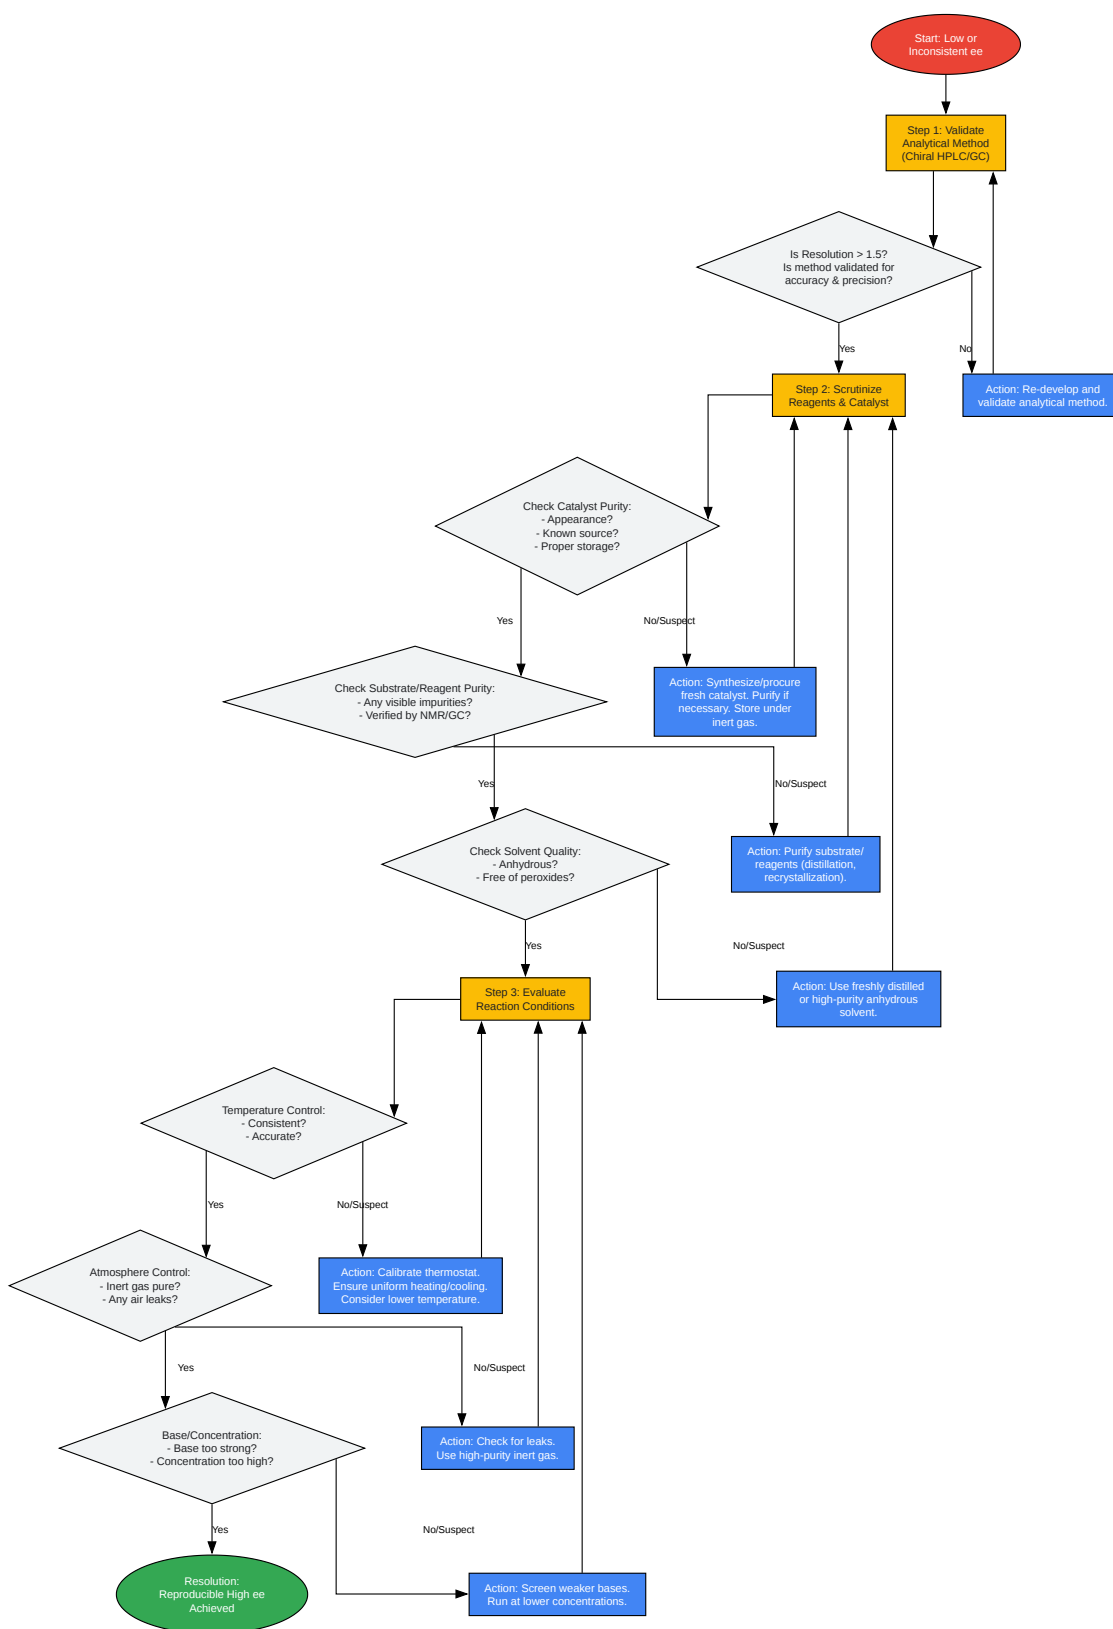 Start: Low or
Inconsistent ee
Step 1: Validate
Analytical Method
(Chiral HPLC/GC)
Is Resolution > 1.5?
Is method validated for
accuracy & precision?
Yes
No
Step 2: Scrutinize
Reagents & Catalyst
Action: Re-develop and
validate analytical method.
Check Catalyst Purity:
- Appearance?
- Known source?
- Proper storage?
Yes
No/Suspect
Check Substrate/Reagent Purity:
- Any visible impurities?
- Verified by NMR/GC?
Action: Synthesize/procure
fresh catalyst. Purify if
necessary. Store under
inert gas.
Yes
No/Suspect
Check Solvent Quality:
- Anhydrous?
- Free of peroxides?
Action: Purify substrate/
reagents (distillation,
recrystallization).
Yes
No/Suspect
Step 3: Evaluate
Reaction Conditions
Action: Use freshly distilled
or high-purity anhydrous
solvent.
Temperature Control:
- Consistent?
- Accurate?
Yes
No/Suspect
Atmosphere Control:
- Inert gas pure?
- Any air leaks?
Action: Calibrate thermostat.
Ensure uniform heating/cooling.
Consider lower temperature.
Yes
No/Suspect
Base/Concentration:
- Base too strong?
- Concentration too high?
Action: Check for leaks.
Use high-purity inert gas.
Yes
No/Suspect
Resolution:
Reproducible High ee
Achieved
Action: Screen weaker bases.
Run at lower concentrations.